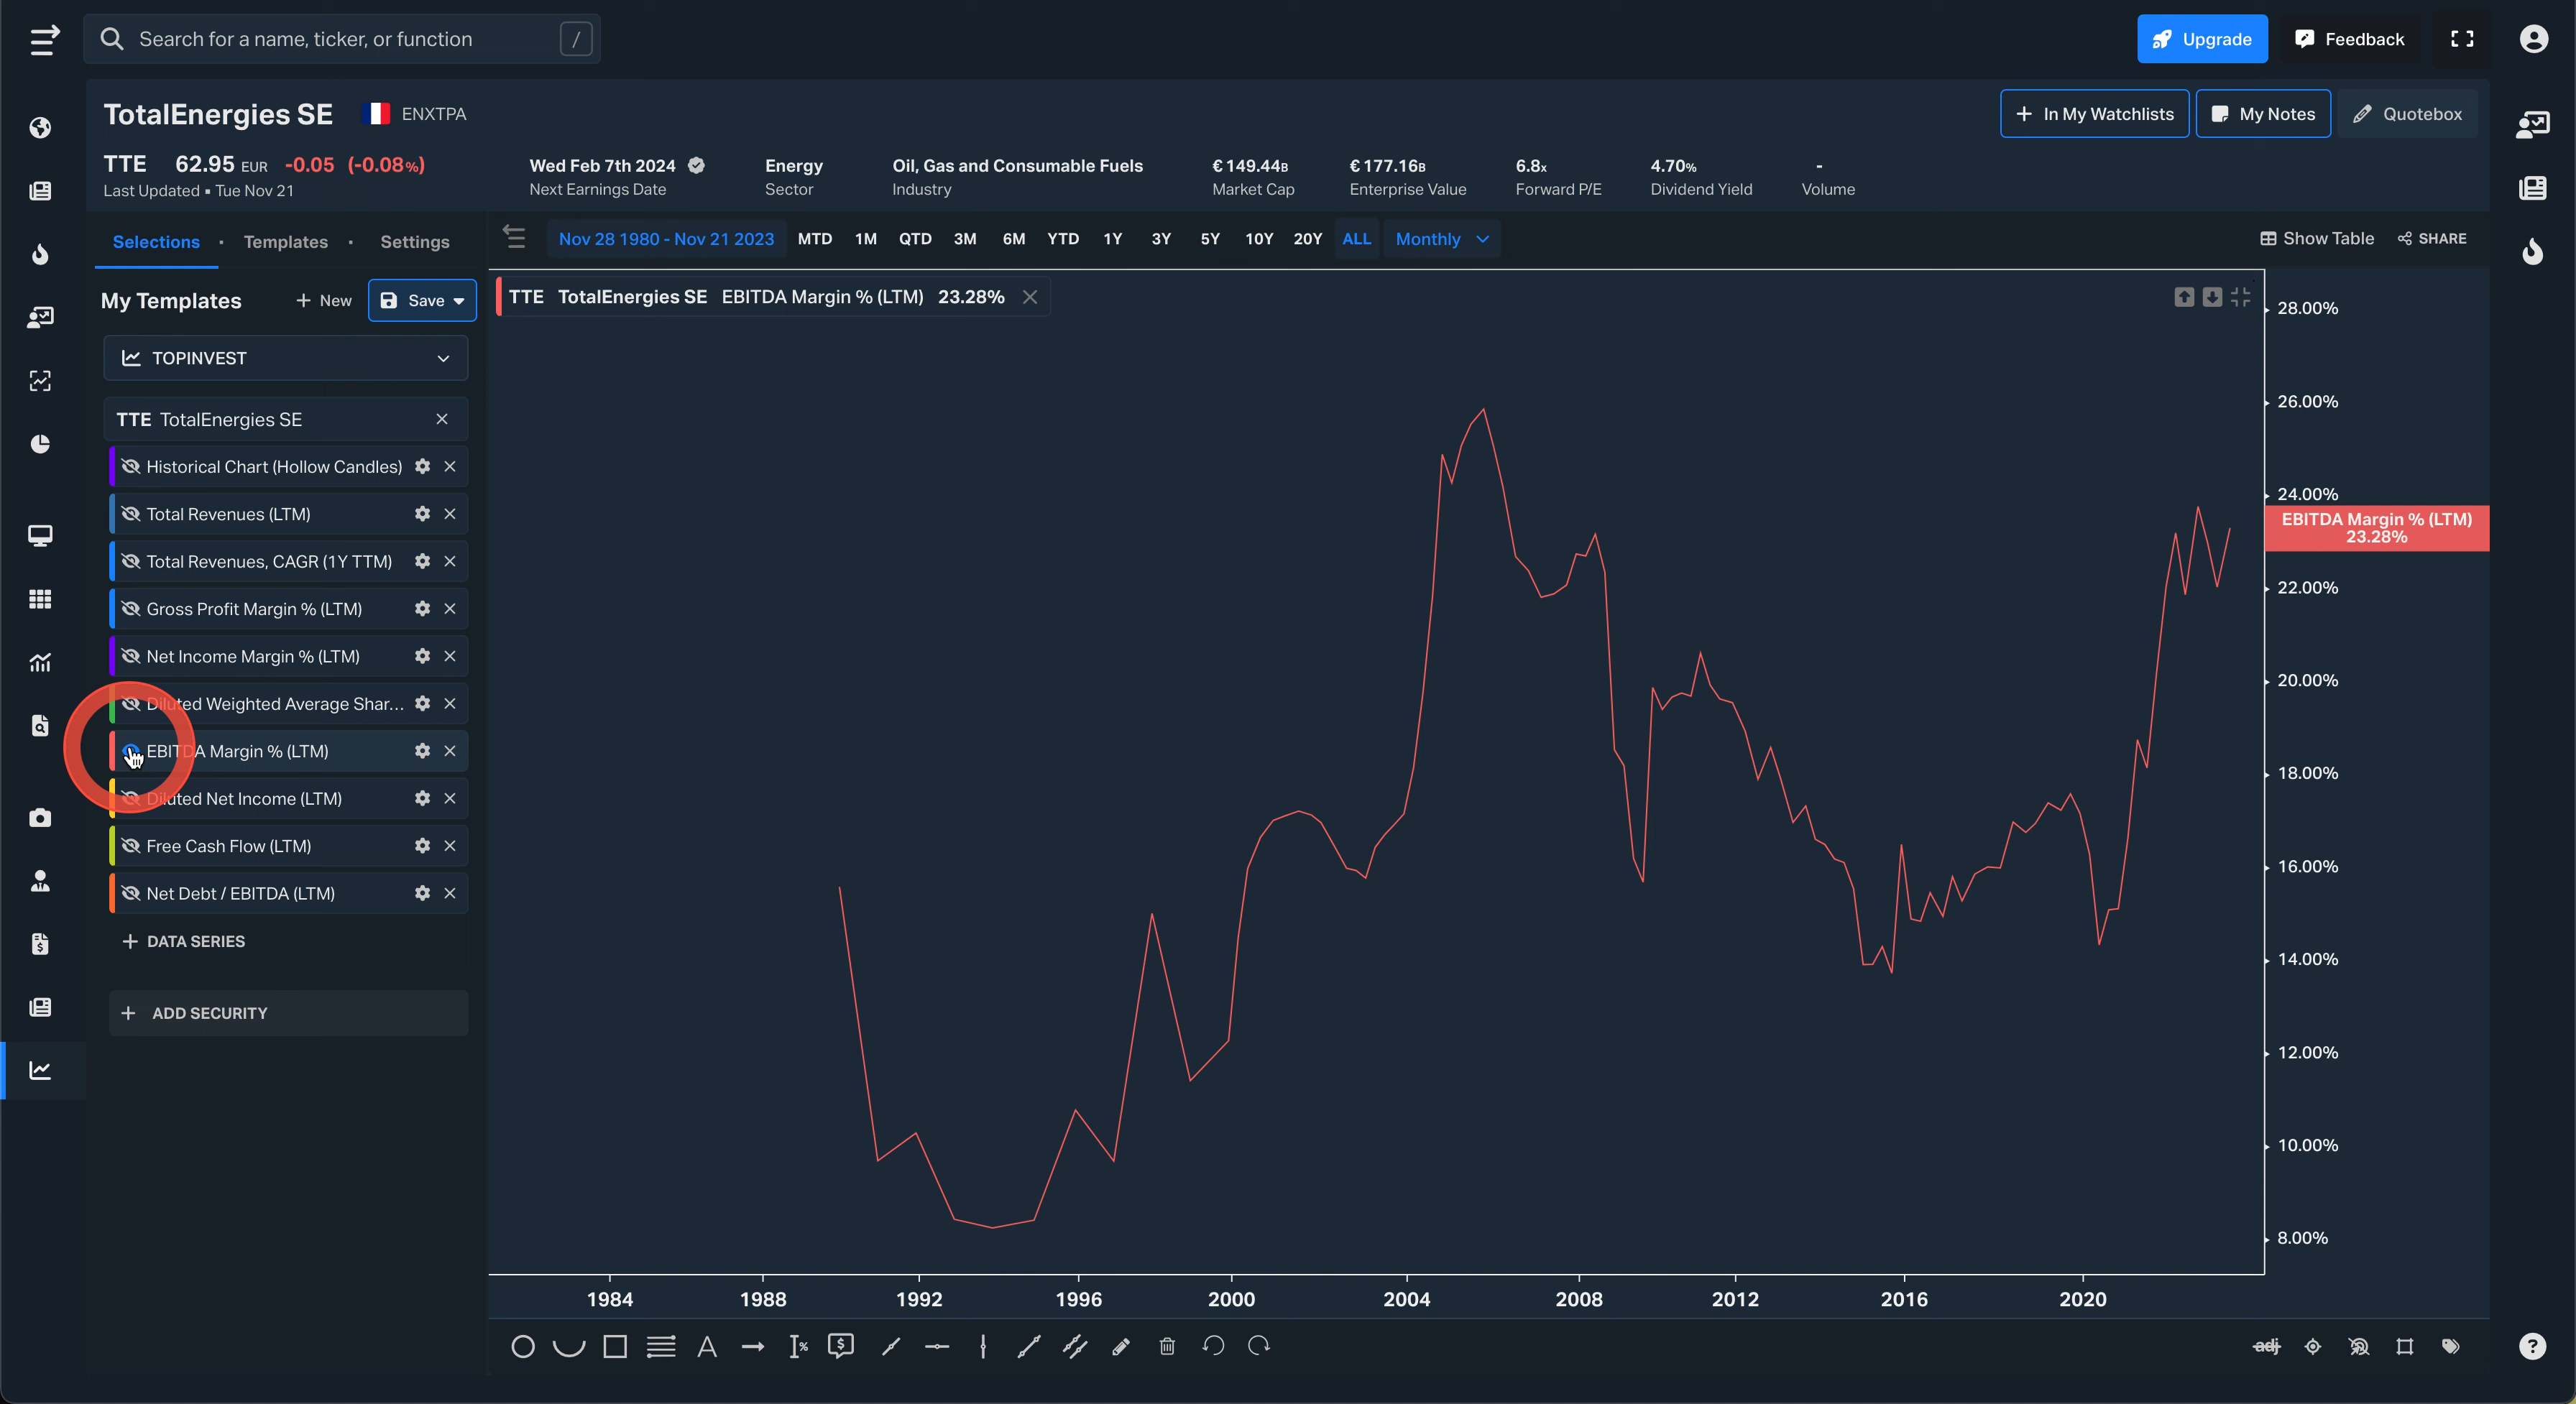 Search for a name, ticker, or function /
Upgrade
Feedback
TotalEnergies SE ENXTPA
+ In My Watchlists
My Notes
Quotebox
TTE 62.95 EUR -0.05 (-0.08%)
Last Updated ▪ Tue Nov 21
Wed Feb 7th 2024
Next Earnings Date
Energy
Sector
Oil, Gas and Consumable Fuels
Industry
€ 149.44B
Market Cap
€ 177.16B
Enterprise Value
6.8x
Forward P/E
4.70%
Dividend Yield
-
Volume
Selections · Templates · Settings
Nov 28 1980 - Nov 21 2023 MTD 1M QTD 3M 6M YTD 1Y 3Y 5Y 10Y 20Y ALL Monthly
Show Table SHARE
My Templates + New Save
TOPINVEST
TTE TotalEnergies SE
Historical Chart (Hollow Candles)
Total Revenues (LTM)
Total Revenues, CAGR (1Y TTM)
Gross Profit Margin % (LTM)
Net Income Margin % (LTM)
Diluted Weighted Average Shar...
EBITDA Margin % (LTM)
Diluted Net Income (LTM)
Free Cash Flow (LTM)
Net Debt / EBITDA (LTM)
+ DATA SERIES
+ ADD SECURITY
TTE TotalEnergies SE EBITDA Margin % (LTM) 23.28%
28.00%
26.00%
24.00%
EBITDA Margin % (LTM)
23.28%
22.00%
20.00%
18.00%
16.00%
14.00%
12.00%
10.00%
8.00%
1984 1988 1992 1996 2000 2004 2008 2012 2016 2020
A
adj
?